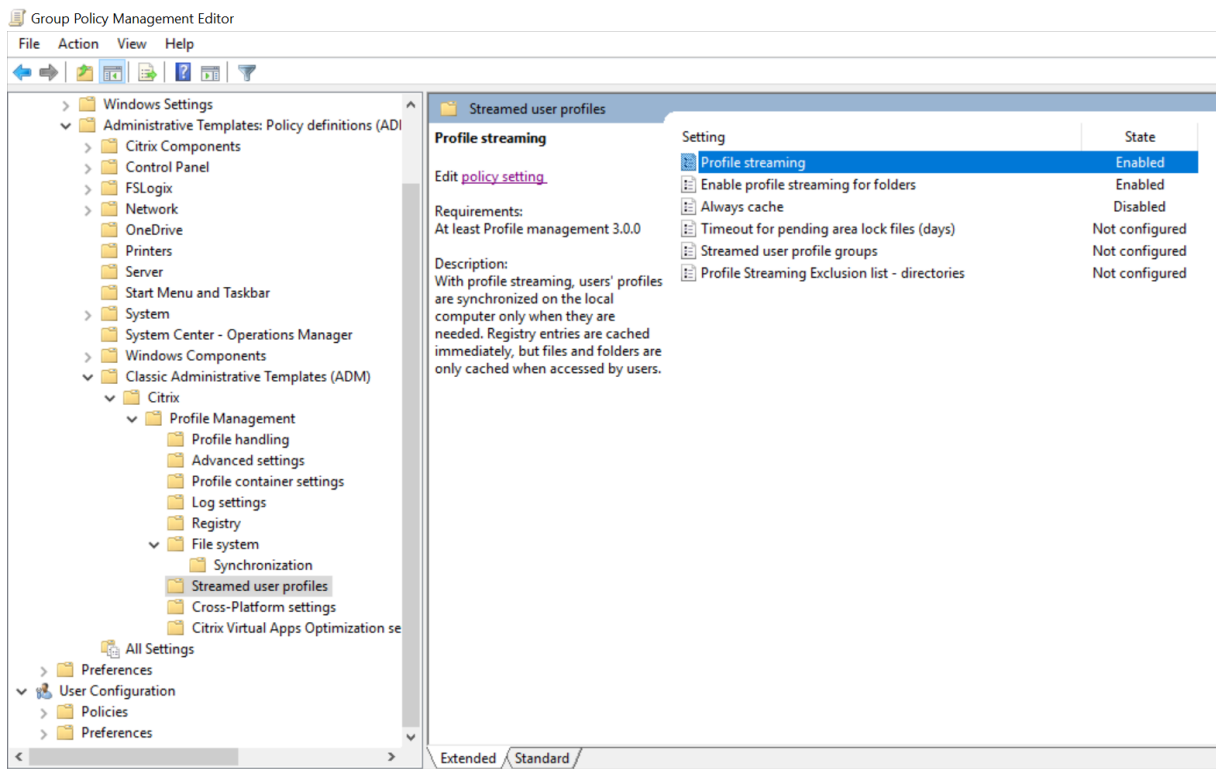 Group Policy Management Editor
File Action View Help
Windows Settings
Administrative Templates: Policy definitions (ADI
Citrix Components
Control Panel
FSLogix
Network
OneDrive
Printers
Server
Start Menu and Taskbar
System
System Center - Operations Manager
Windows Components
Classic Administrative Templates (ADM)
Citrix
Profile Management
Profile handling
Advanced settings
Profile container settings
Log settings
Registry
File system
Synchronization
Streamed user profiles
Cross-Platform settings
Citrix Virtual Apps Optimization se
All Settings
Preferences
User Configuration
Policies
Preferences
Streamed user profiles
Profile streaming
Edit policy setting
Requirements:
At least Profile management 3.0.0
Description:
With profile streaming, users' profiles
are synchronized on the local
computer only when they are
needed. Registry entries are cached
immediately, but files and folders are
only cached when accessed by users.
Setting State
Profile streaming Enabled
Enable profile streaming for folders Enabled
Always cache Disabled
Timeout for pending area lock files (days) Not configured
Streamed user profile groups Not configured
Profile Streaming Exclusion list - directories Not configured
Extended Standard